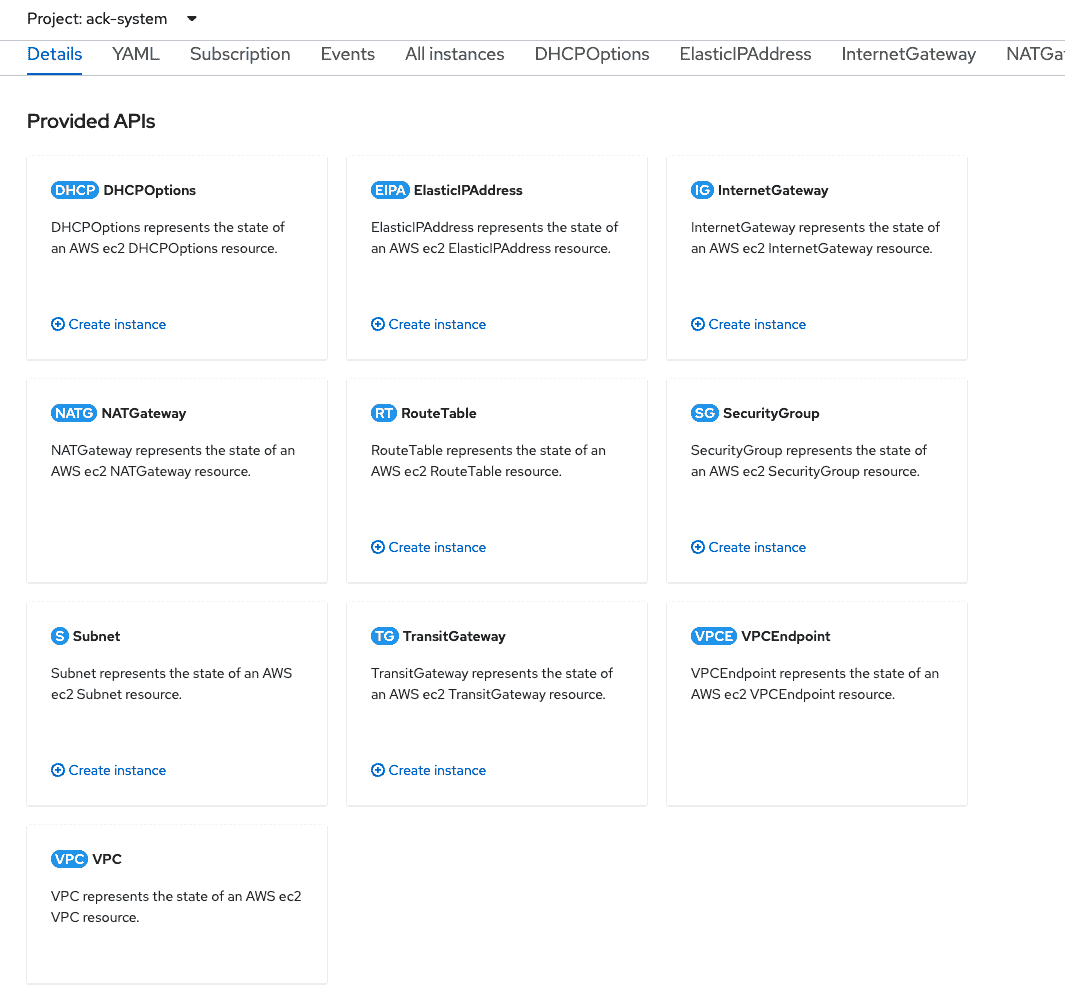 Project: ack-system
Details YAML Subscription Events All instances DHCPOptions ElasticIPAddress InternetGateway NATGa
Provided APIs
DHCP DHCPOptions
DHCPOptions represents the state of
an AWS ec2 DHCPOptions resource.
Create instance
EIPA ElasticIPAddress
ElasticIPAddress represents the state of
an AWS ec2 ElasticIPAddress resource.
Create instance
IG InternetGateway
InternetGateway represents the state of
an AWS ec2 InternetGateway resource.
Create instance
NATG NATGateway
NATGateway represents the state of an
AWS ec2 NATGateway resource.
RT RouteTable
RouteTable represents the state of an
AWS ec2 RouteTable resource.
Create instance
SG SecurityGroup
SecurityGroup represents the state of
an AWS ec2 SecurityGroup resource.
Create instance
S Subnet
Subnet represents the state of an AWS
ec2 Subnet resource.
Create instance
TG TransitGateway
TransitGateway represents the state of
an AWS ec2 TransitGateway resource.
Create instance
VPCE VPCEndpoint
VPCEndpoint represents the state of an
AWS ec2 VPCEndpoint resource.
VPC VPC
VPC represents the state of an AWS ec2
VPC resource.